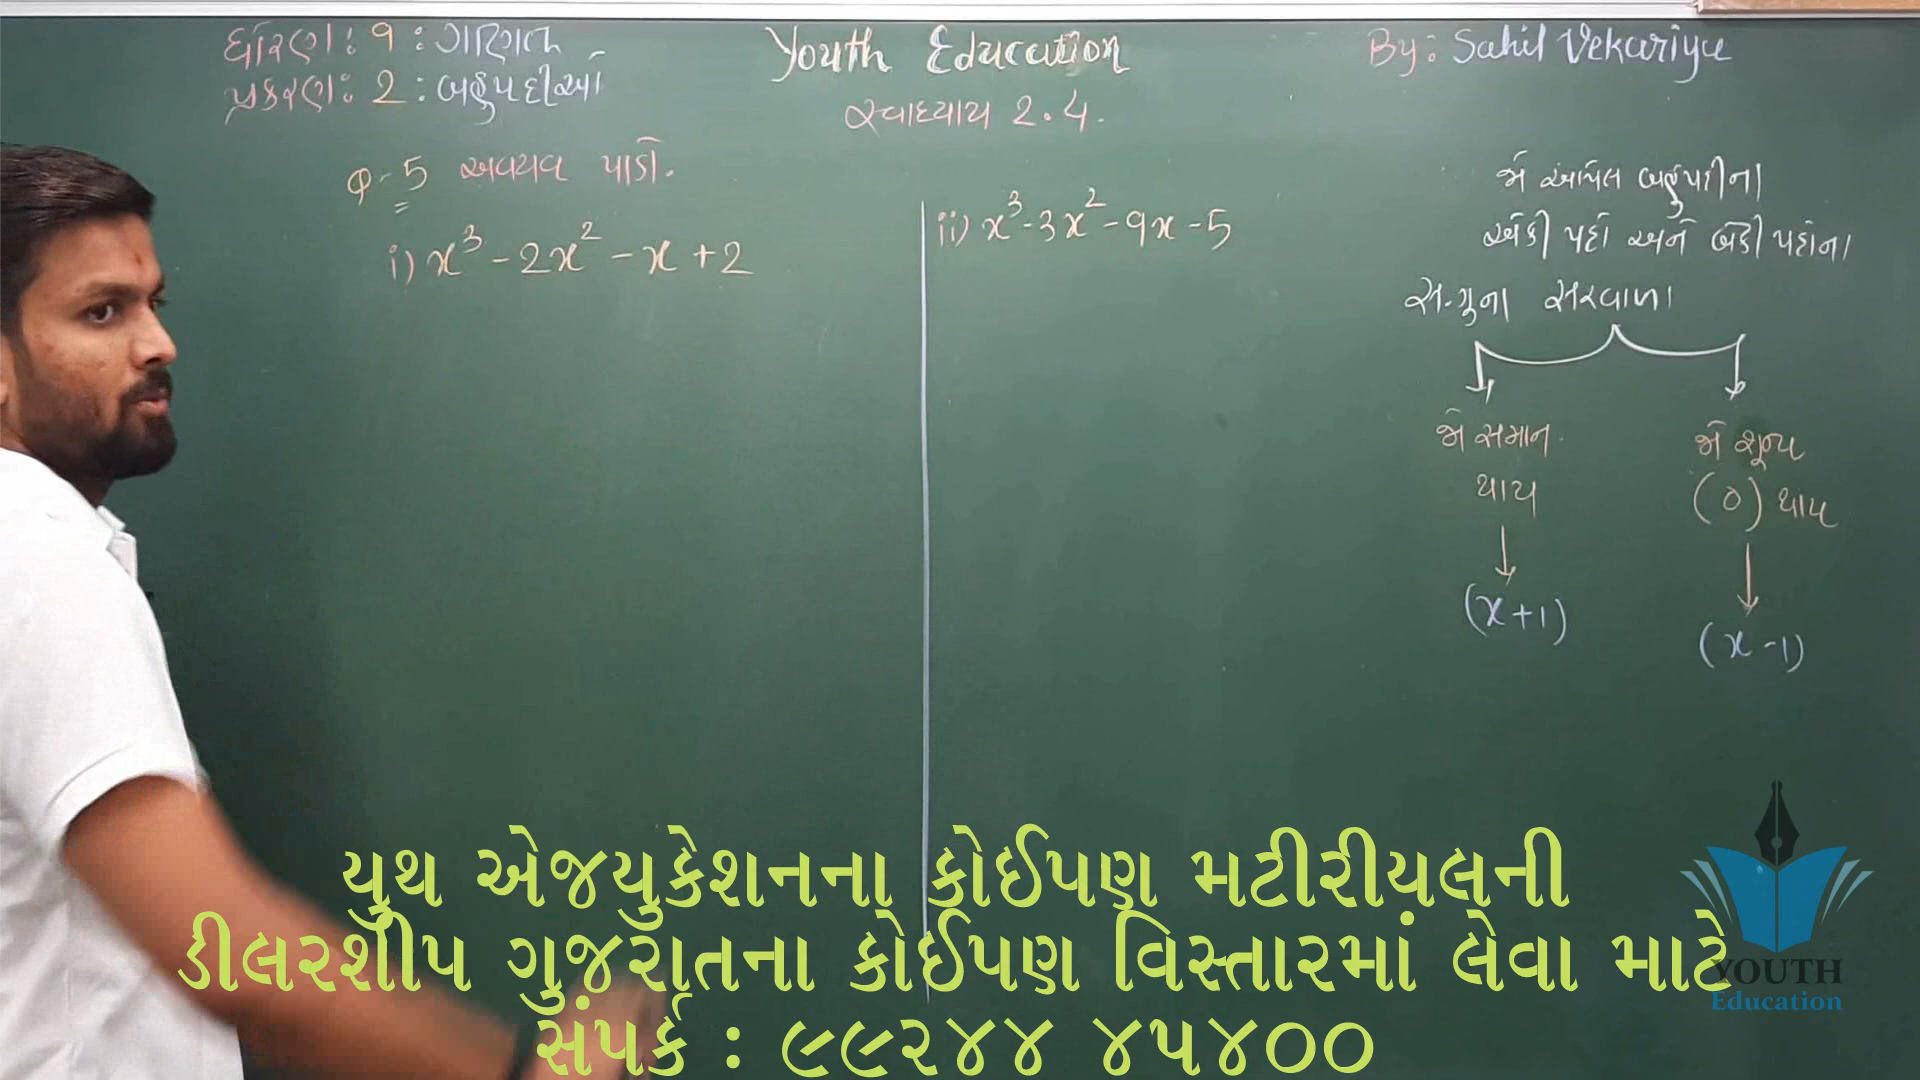 ધોરણ : 9 : ગણિત
પ્રકરણ : 2 : બહુપદીઓ
Youth Education
સ્વાધ્યાય 2.4.
By: Sahil Vekariya
Q-5 અવયવ પાડો.
i) x³ - 2x² - x + 2
ii) x³ - 3x² - 9x - 5
જો આપેલ બહુપદીના
એકી પદો અને બેકી પદોના
સ.ગુના સરવાળા
જો સમાન
થાય
(x + 1)
જો શૂન્ય
(0) થાય
(x - 1)
યુથ એજયુકેશનના કોઈપણ મટીરીયલની
ડીલરશીપ ગુજરાતના કોઈપણ વિસ્તારમાં લેવા માટે
સંપર્ક : ૯૯૨૪૪ ૪૫૪૦૦
YOUTH
Education